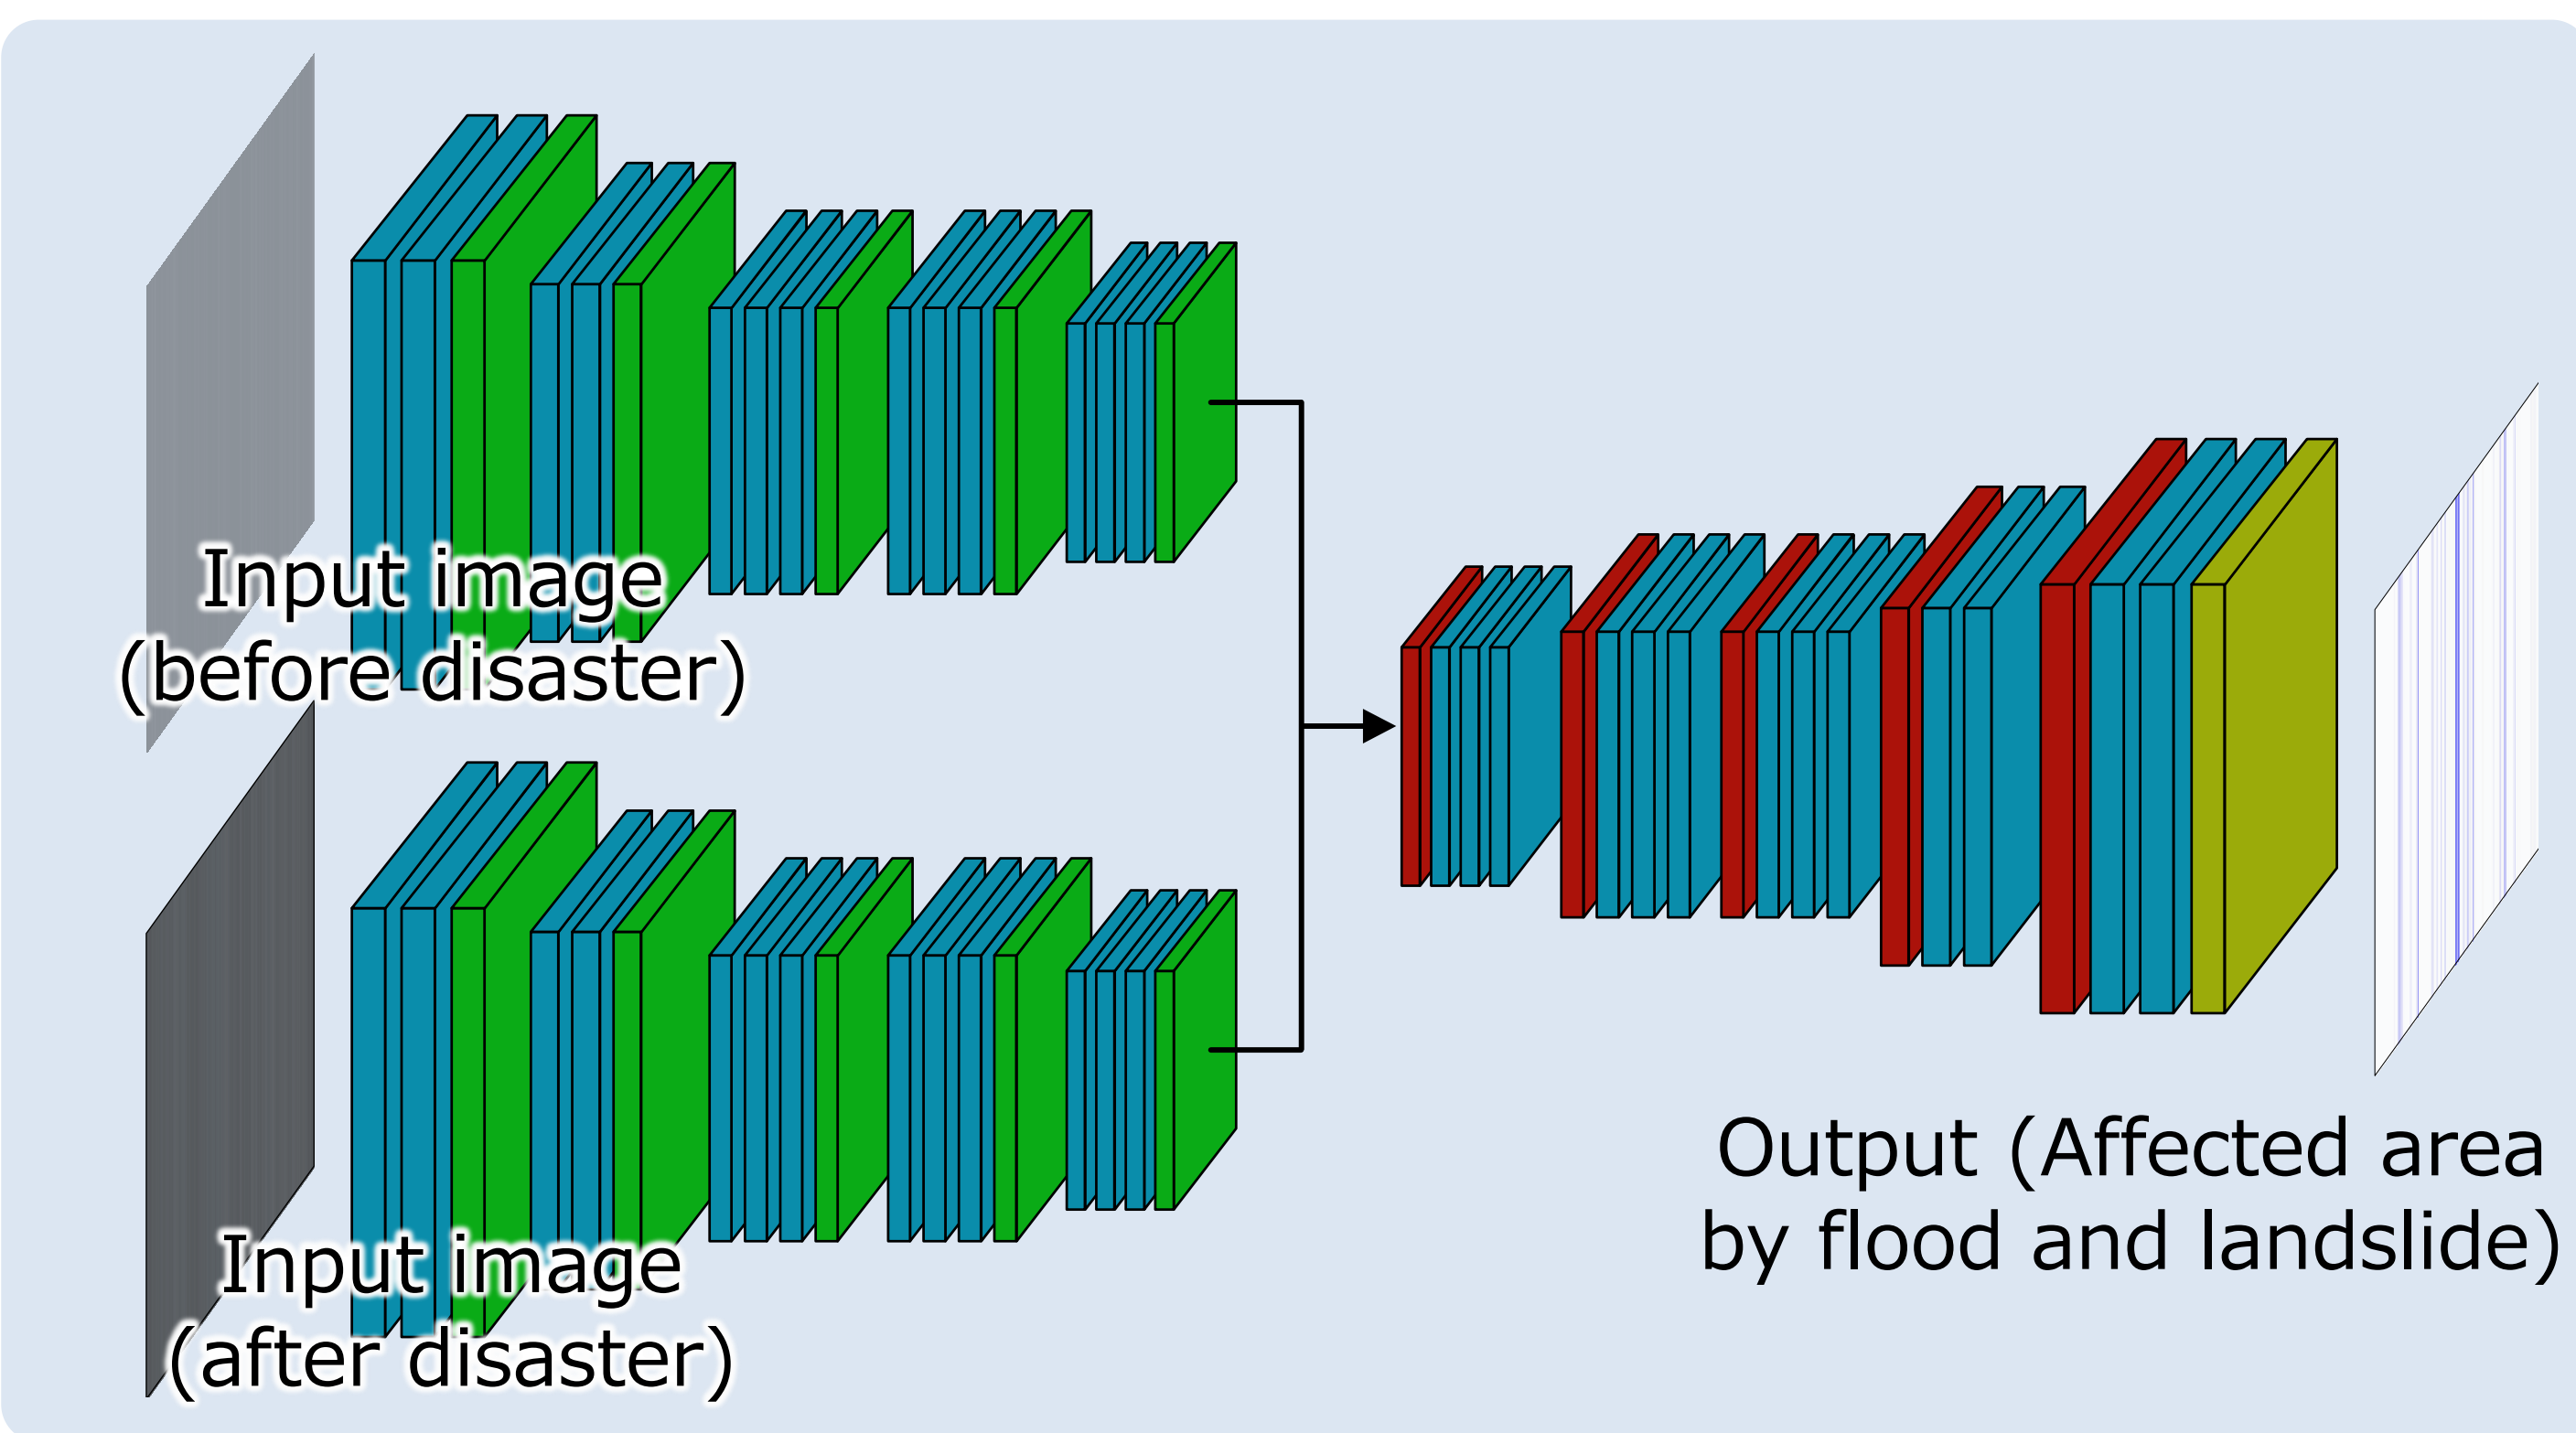 Input image
(before disaster)
Input image
(after disaster)
Output (Affected area
by flood and landslide)